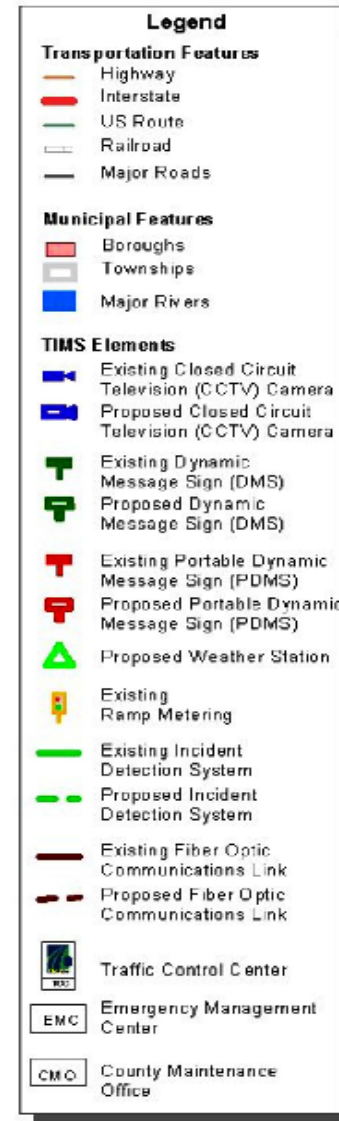 Legend
Transportation Features
Highway
Interstate
US Route
Railroad
Major Roads
Municipal Features
Boroughs
Townships
Major Rivers
TIMS Elements
Existing Closed Circuit
Television (CCTV) Camera
Proposed Closed Circuit
Television (CCTV) Camera
Existing Dynamic
Message Sign (DMS)
Proposed Dynamic
Message Sign (DMS)
Existing Portable Dynamic
Message Sign (PDMS)
Proposed Portable Dynamic
Message Sign (PDMS)
Proposed Weather Station
Existing
Ramp Metering
Existing Incident
Detection System
Proposed Incident
Detection System
Existing Fiber Optic
Communications Link
Proposed Fiber Optic
Communications Link
Traffic Control Center
EMC Emergency Management
Center
CMO County Maintenance
Office